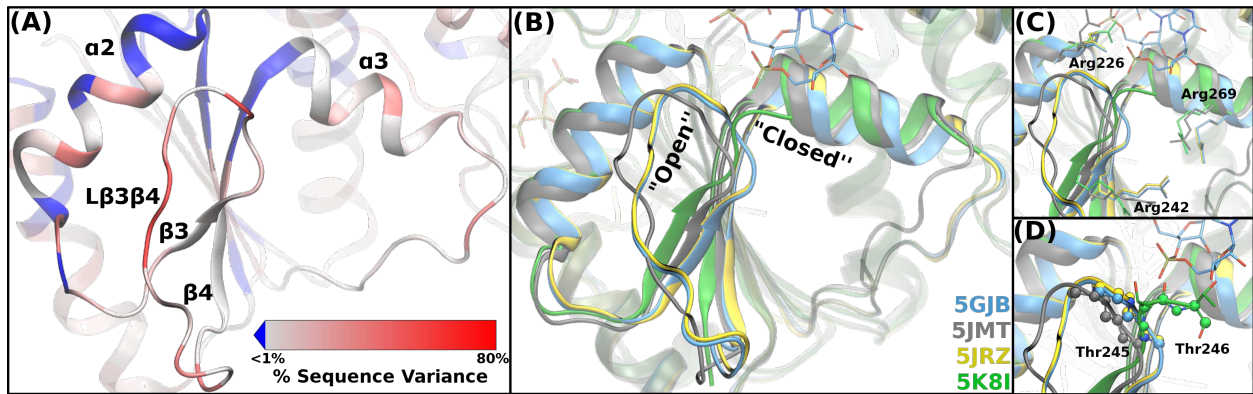 (A)
α2
α3
Lβ3β4
β3
β4
<1%
80%
% Sequence Variance
(B)
"Open"
"Closed"
5GJB
5JMT
5JRZ
5K8I
(C)
Arg226
Arg269
Arg242
(D)
Thr245
Thr246